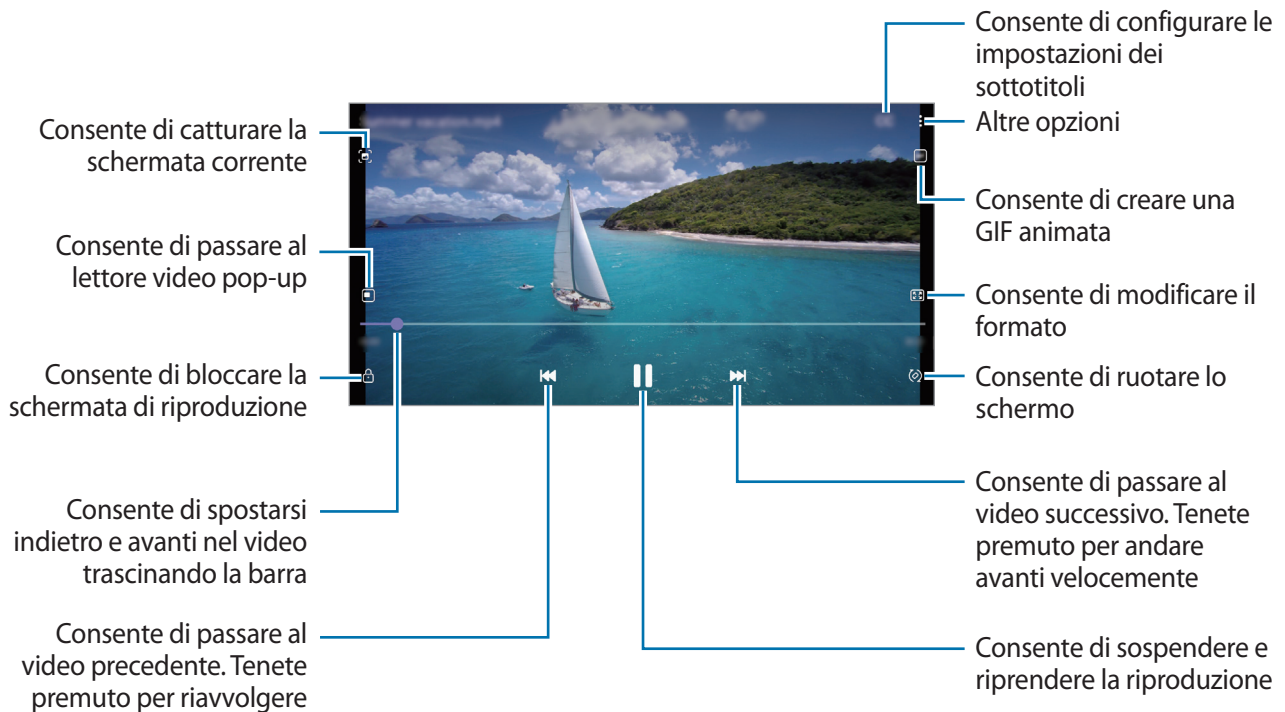 Consente di configurare le
impostazioni dei
sottotitoli
Altre opzioni
Consente di catturare la
schermata corrente
Consente di creare una
GIF animata
Consente di passare al
lettore video pop-up
Consente di modificare il
formato
Consente di bloccare la
schermata di riproduzione
Consente di ruotare lo
schermo
Consente di spostarsi
indietro e avanti nel video
trascinando la barra
Consente di passare al
video successivo. Tenete
premuto per andare
avanti velocemente
Consente di passare al
video precedente. Tenete
premuto per riavvolgere
Consente di sospendere e
riprendere la riproduzione